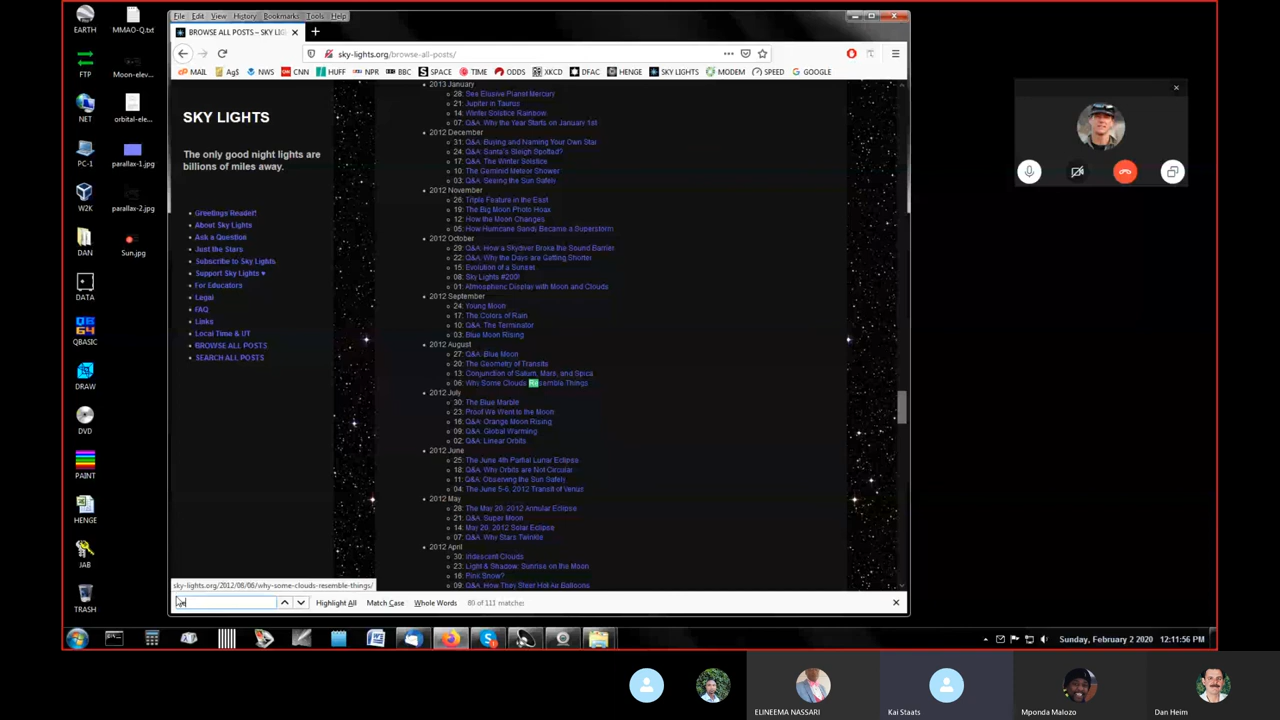 EARTH
MMAO-Q.txt
FTP
Moon-elev...
NET
orbital-ele...
PC-1
parallax-1.jpg
W2K
parallax-2.jpg
DAN
Sun.jpg
DATA
QBASIC
DRAW
DVD
PAINT
HENGE
JAB
TRASH
File Edit View History Bookmarks Tools Help
BROWSE ALL POSTS – SKY LIG
sky-lights.org/browse-all-posts/
MAIL AgS NWS CNN HUFF NPR BBC SPACE TIME ODDS XKCD DFAC HENGE SKY LIGHTS MODEM SPEED GOOGLE
SKY LIGHTS
The only good night lights are
billions of miles away.
Greetings Reader!
About Sky Lights
Ask a Question
Just the Stars
Subscribe to Sky Lights
Support Sky Lights ♥
For Educators
Legal
FAQ
Links
Local Time & UT
BROWSE ALL POSTS
SEARCH ALL POSTS
2013 January
28: See Elusive Planet Mercury
21: Jupiter in Taurus
14: Winter Solstice Rainbow
07: Q&A: Why the Year Starts on January 1st
2012 December
31: Q&A: Buying and Naming Your Own Star
24: Q&A: Santa's Sleigh Spotted?
17: Q&A: The Winter Solstice
10: The Geminid Meteor Shower
03: Q&A: Seeing the Sun Safely
2012 November
26: Triple Feature in the East
19: The Big Moon Photo Hoax
12: How the Moon Changes
05: How Hurricane Sandy Became a Superstorm
2012 October
29: Q&A: How a Skydiver Broke the Sound Barrier
22: Q&A: Why the Days are Getting Shorter
15: Evolution of a Sunset
08: Sky Lights #200!
01: Atmospheric Display with Moon and Clouds
2012 September
24: Young Moon
17: The Colors of Rain
10: Q&A: The Terminator
03: Blue Moon Rising
2012 August
27: Q&A: Blue Moon
20: The Geometry of Transits
13: Conjunction of Saturn, Mars, and Spica
06: Why Some Clouds Resemble Things
2012 July
30: The Blue Marble
23: Proof We Went to the Moon
16: Q&A: Orange Moon Rising
09: Q&A: Global Warming
02: Q&A: Linear Orbits
2012 June
25: The June 4th Partial Lunar Eclipse
18: Q&A: Why Orbits are Not Circular
11: Q&A: Observing the Sun Safely
04: The June 5-6, 2012 Transit of Venus
2012 May
28: The May 20, 2012 Annular Eclipse
21: Q&A: Super Moon
14: May 20, 2012 Solar Eclipse
07: Q&A: Why Stars Twinkle
2012 April
30: Iridescent Clouds
23: Light & Shadow: Sunrise on the Moon
16: Pink Snow?
09: Q&A: How They Steer Hot Air Balloons
sky-lights.org/2012/08/06/why-some-clouds-resemble-things/
Highlight All Match Case Whole Words 80 of 111 matches
Sunday, February 2 2020 12:11:56 PM
ELINEEMA NASSARI
Kai Staats
Mponda Malozo
Dan Heim